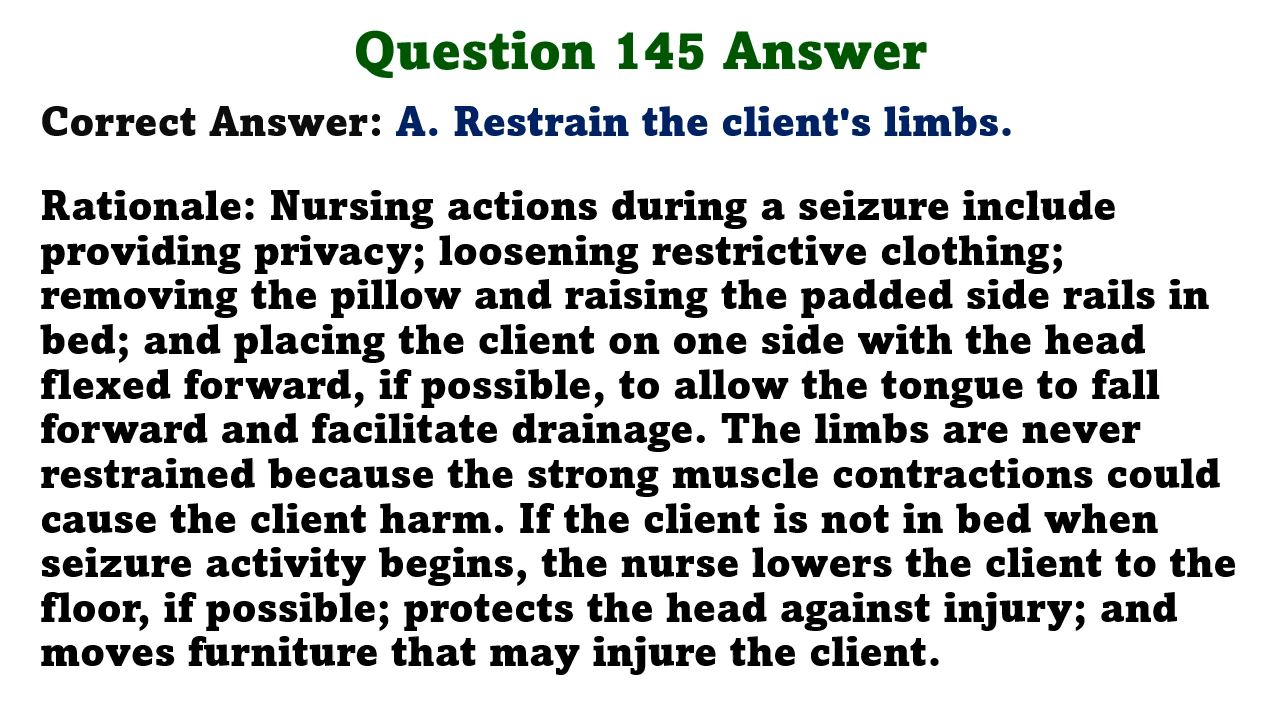 Question 145 Answer
Correct Answer: A. Restrain the client's limbs.
Rationale: Nursing actions during a seizure include
providing privacy; loosening restrictive clothing;
removing the pillow and raising the padded side rails in
bed; and placing the client on one side with the head
flexed forward, if possible, to allow the tongue to fall
forward and facilitate drainage. The limbs are never
restrained because the strong muscle contractions could
cause the client harm. If the client is not in bed when
seizure activity begins, the nurse lowers the client to the
floor, if possible; protects the head against injury; and
moves furniture that may injure the client.